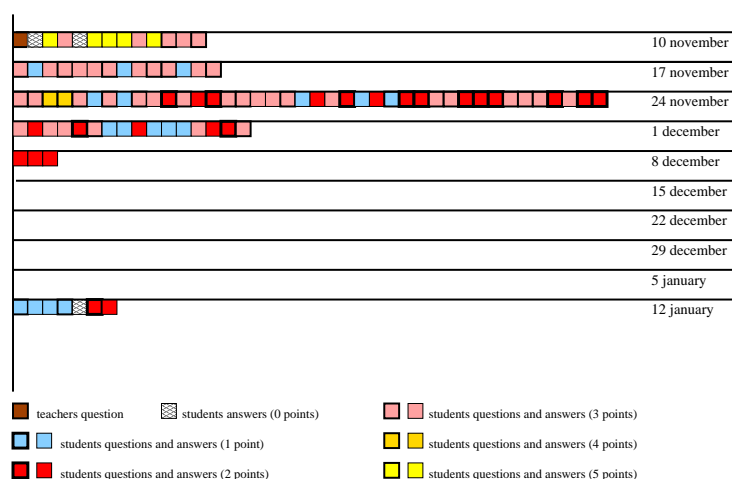 10 november
17 november
24 november
1 december
8 december
15 december
22 december
29 december
5 january
12 january
teachers question
students answers (0 points)
students questions and answers (3 points)
students questions and answers (1 point)
students questions and answers (4 points)
students questions and answers (2 points)
students questions and answers (5 points)